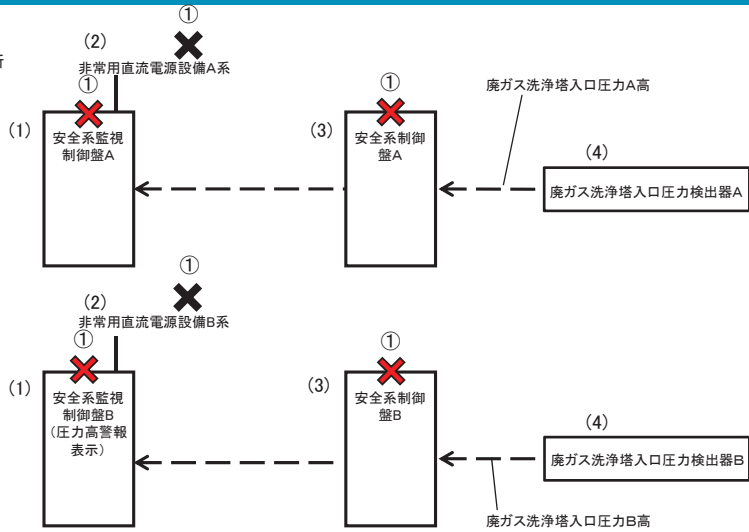 ①
(2)
非常用直流電源設備A系
①
(1)
安全系監視
制御盤A
①
(3)
安全系制御
盤A
廃ガス洗浄塔入口圧力A高
(4)
廃ガス洗浄塔入口圧力検出器A
①
(2)
非常用直流電源設備B系
①
(1)
安全系監視
制御盤B
(圧力高警報
表示)
①
(3)
安全系制御
盤B
(4)
廃ガス洗浄塔入口圧力検出器B
廃ガス洗浄塔入口圧力B高